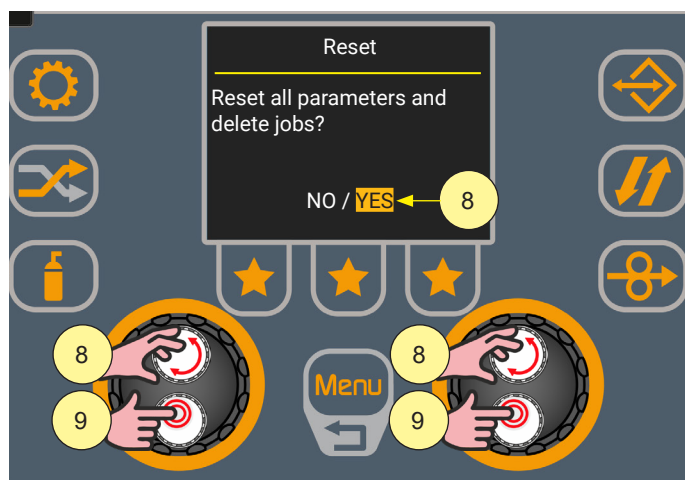 Reset
Reset all parameters and
delete jobs?
NO / YES
8
8
9
Menu
8
9